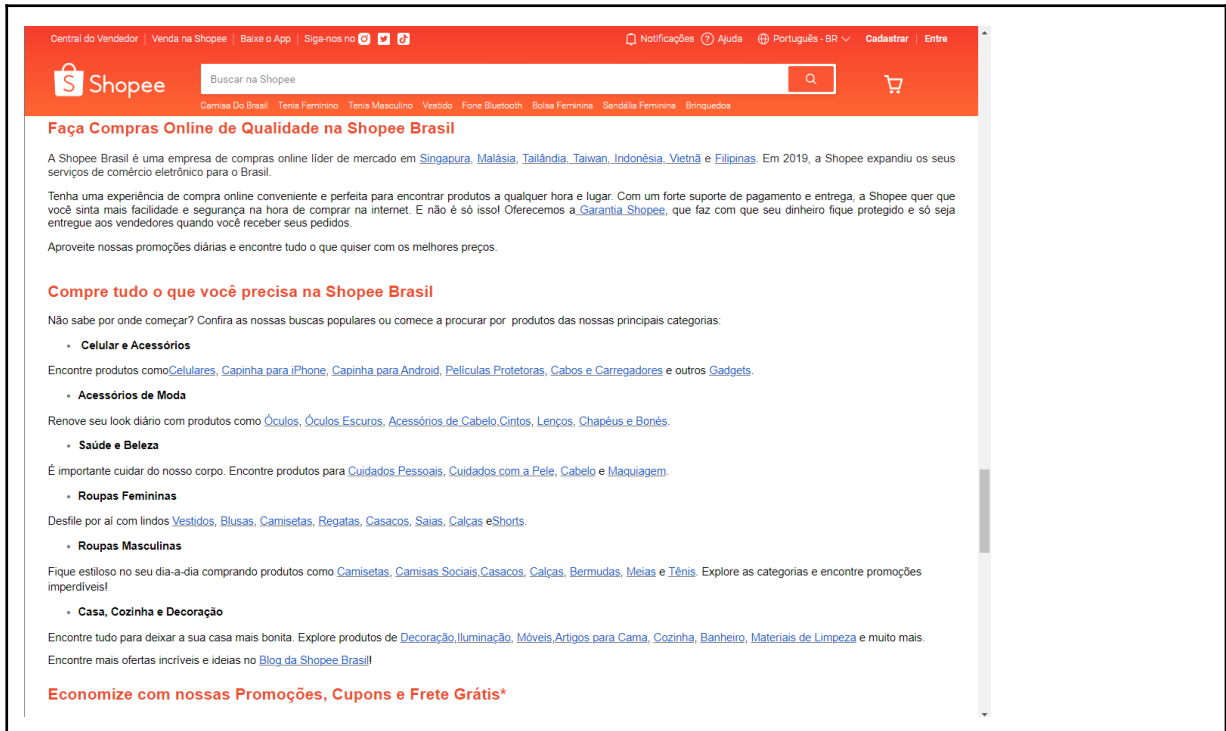 Central do Vendedor | Venda na Shopee | Baixe o App | Siga-nos no
Notificações Ajuda Português - BR Cadastrar | Entre
Shopee
Buscar na Shopee
Camisa Do Brasil Tenis Feminino Tenis Masculino Vestido Fone Bluetooth Bolsa Feminina Sandália Feminina Brinquedos
Faça Compras Online de Qualidade na Shopee Brasil
A Shopee Brasil é uma empresa de compras online líder de mercado em Singapura, Malásia, Tailândia, Taiwan, Indonésia, Vietnã e Filipinas. Em 2019, a Shopee expandiu os seus
serviços de comércio eletrônico para o Brasil.
Tenha uma experiência de compra online conveniente e perfeita para encontrar produtos a qualquer hora e lugar. Com um forte suporte de pagamento e entrega, a Shopee quer que
você sinta mais facilidade e segurança na hora de comprar na internet. E não é só isso! Oferecemos a Garantia Shopee, que faz com que seu dinheiro fique protegido e só seja
entregue aos vendedores quando você receber seus pedidos.
Aproveite nossas promoções diárias e encontre tudo o que quiser com os melhores preços.
Compre tudo o que você precisa na Shopee Brasil
Não sabe por onde começar? Confira as nossas buscas populares ou comece a procurar por produtos das nossas principais categorias:
• Celular e Acessórios
Encontre produtos comoCelulares, Capinha para iPhone, Capinha para Android, Películas Protetoras, Cabos e Carregadores e outros Gadgets.
• Acessórios de Moda
Renove seu look diário com produtos como Óculos, Óculos Escuros, Acessórios de Cabelo,Cintos, Lenços, Chapéus e Bonés.
• Saúde e Beleza
É importante cuidar do nosso corpo. Encontre produtos para Cuidados Pessoais, Cuidados com a Pele, Cabelo e Maquiagem.
• Roupas Femininas
Desfile por aí com lindos Vestidos, Blusas, Camisetas, Regatas, Casacos, Saias, Calças eShorts.
• Roupas Masculinas
Fique estiloso no seu dia-a-dia comprando produtos como Camisetas, Camisas Sociais,Casacos, Calças, Bermudas, Meias e Tênis. Explore as categorias e encontre promoções
imperdíveis!
• Casa, Cozinha e Decoração
Encontre tudo para deixar a sua casa mais bonita. Explore produtos de Decoração,Iluminação, Móveis,Artigos para Cama, Cozinha, Banheiro, Materiais de Limpeza e muito mais.
Encontre mais ofertas incríveis e ideias no Blog da Shopee Brasil!
Economize com nossas Promoções, Cupons e Frete Grátis*